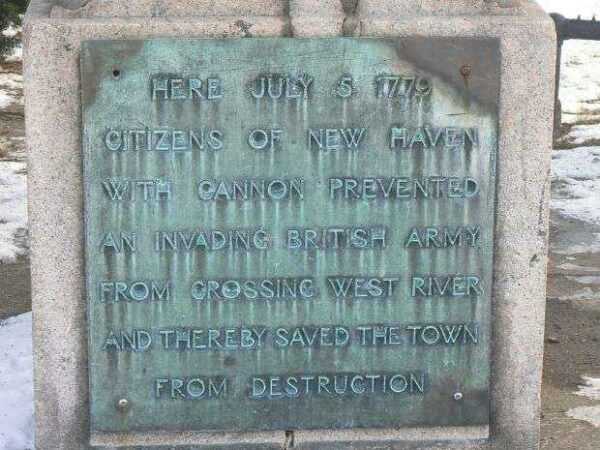 HERE JULY 5 1779
CITIZENS OF NEW HAVEN
WITH CANNON PREVENTED
AN INVADING BRITISH ARMY
FROM CROSSING WEST RIVER
AND THEREBY SAVED THE TOWN
FROM DESTRUCTION